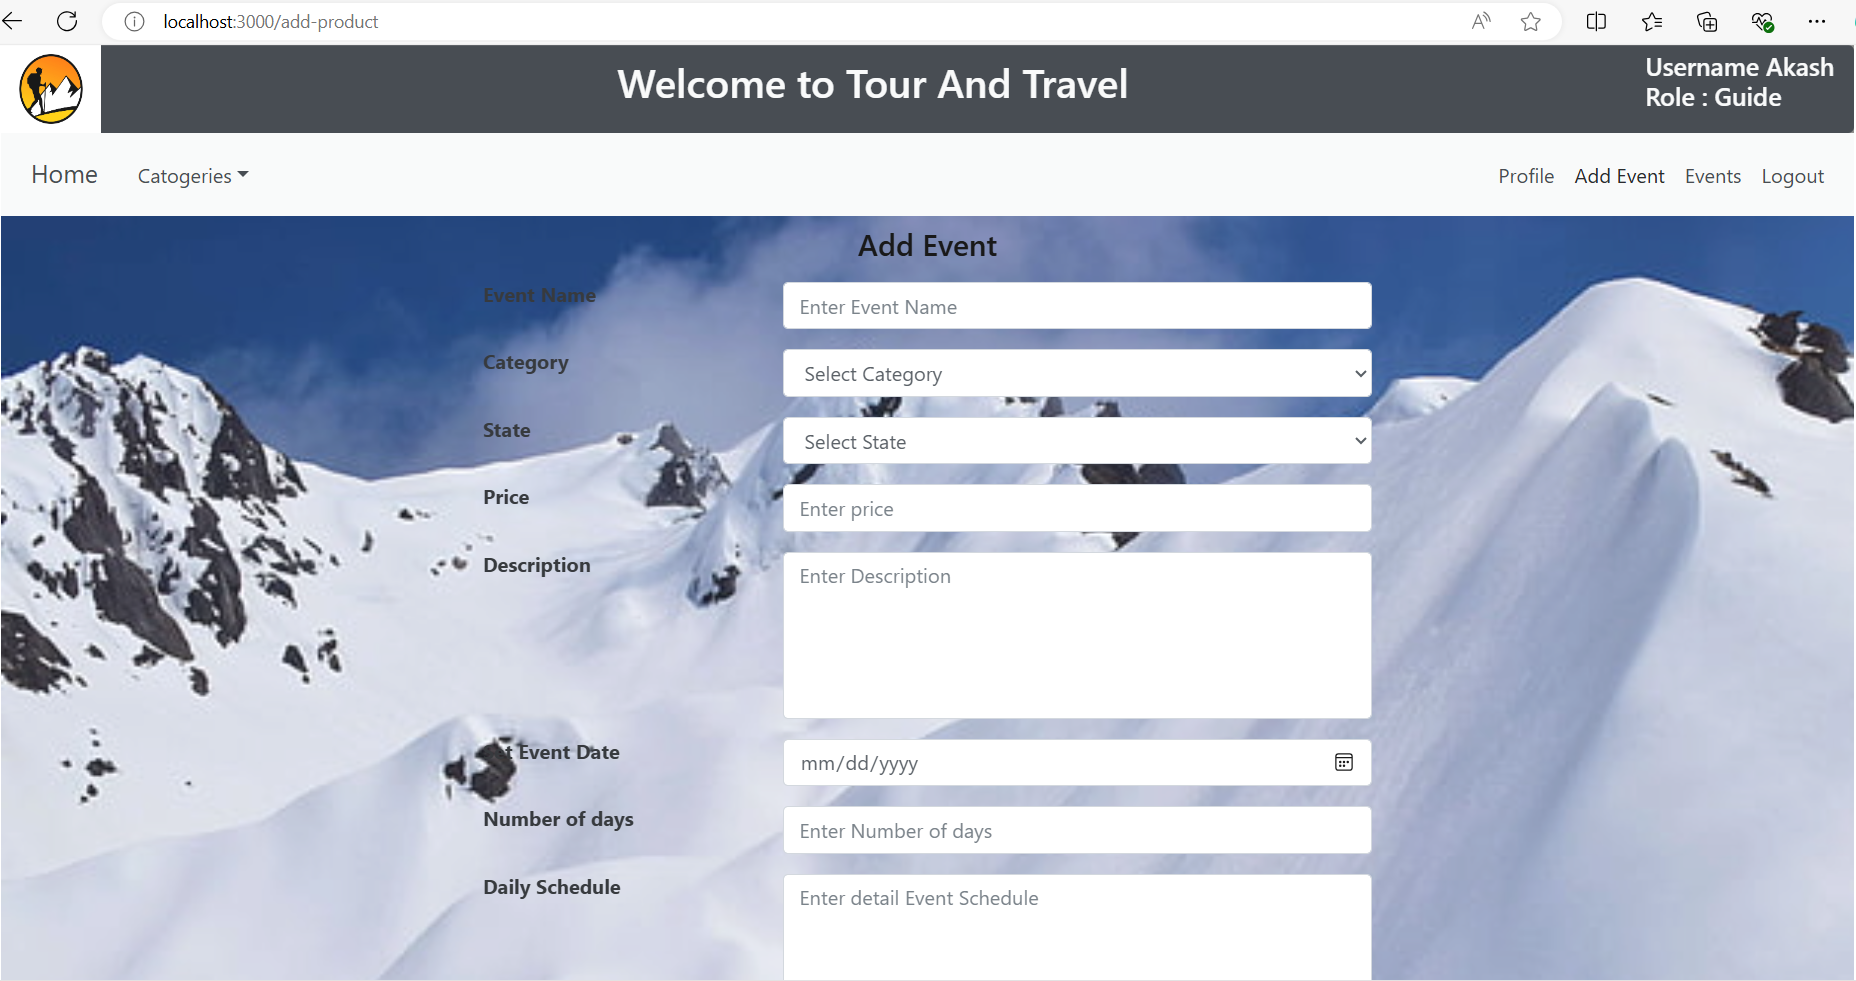 localhost:3000/add-product
Welcome to Tour And Travel
Username Akash
Role : Guide
Home
Catogeries
Profile
Add Event
Events
Logout
Add Event
Event Name
Enter Event Name
Category
Select Category
State
Select State
Price
Enter price
Description
Enter Description
t Event Date
mm/dd/yyyy
Number of days
Enter Number of days
Daily Schedule
Enter detail Event Schedule